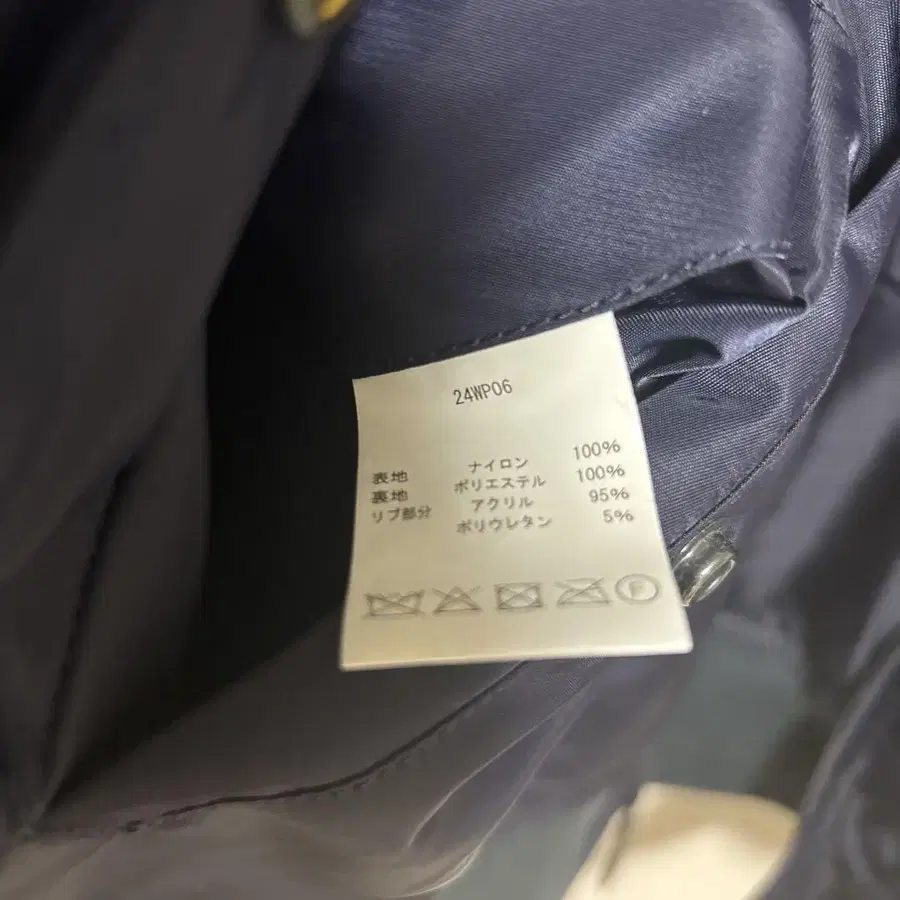 24WP06
表地 ナイロン 100%
裏地 ポリエステル 100%
リブ部分 アクリル 95%
ポリウレタン 5%
F